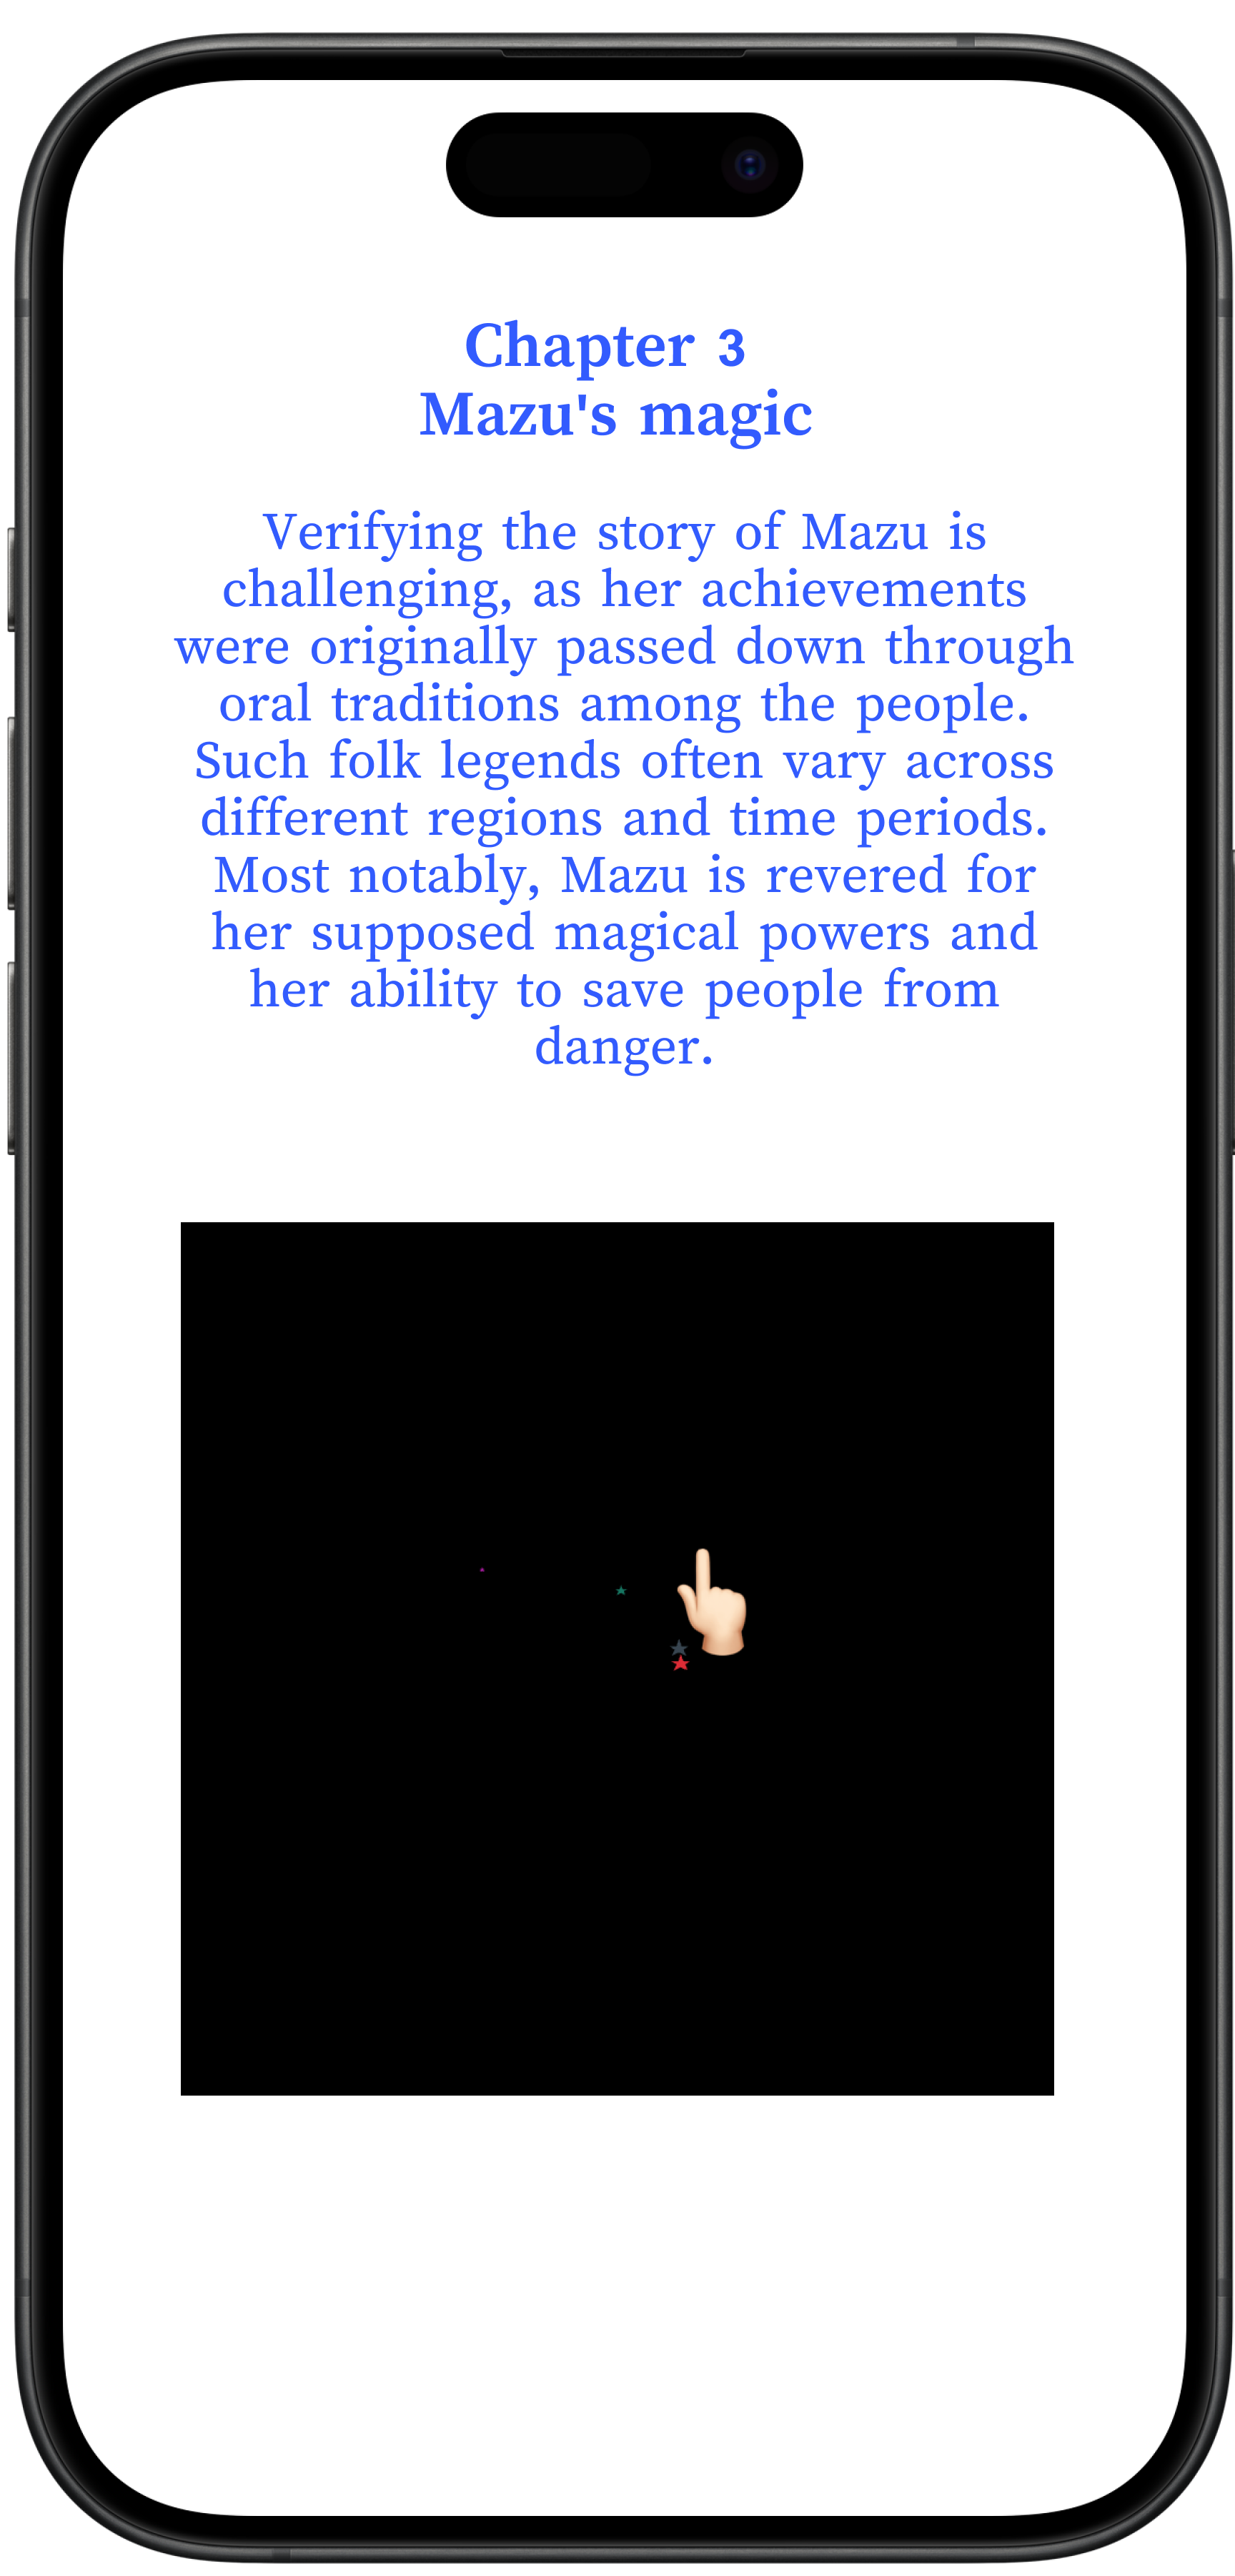 Chapter 3
Mazu's magic
Verifying the story of Mazu is
challenging, as her achievements
were originally passed down through
oral traditions among the people.
Such folk legends often vary across
different regions and time periods.
Most notably, Mazu is revered for
her supposed magical powers and
her ability to save people from
danger.